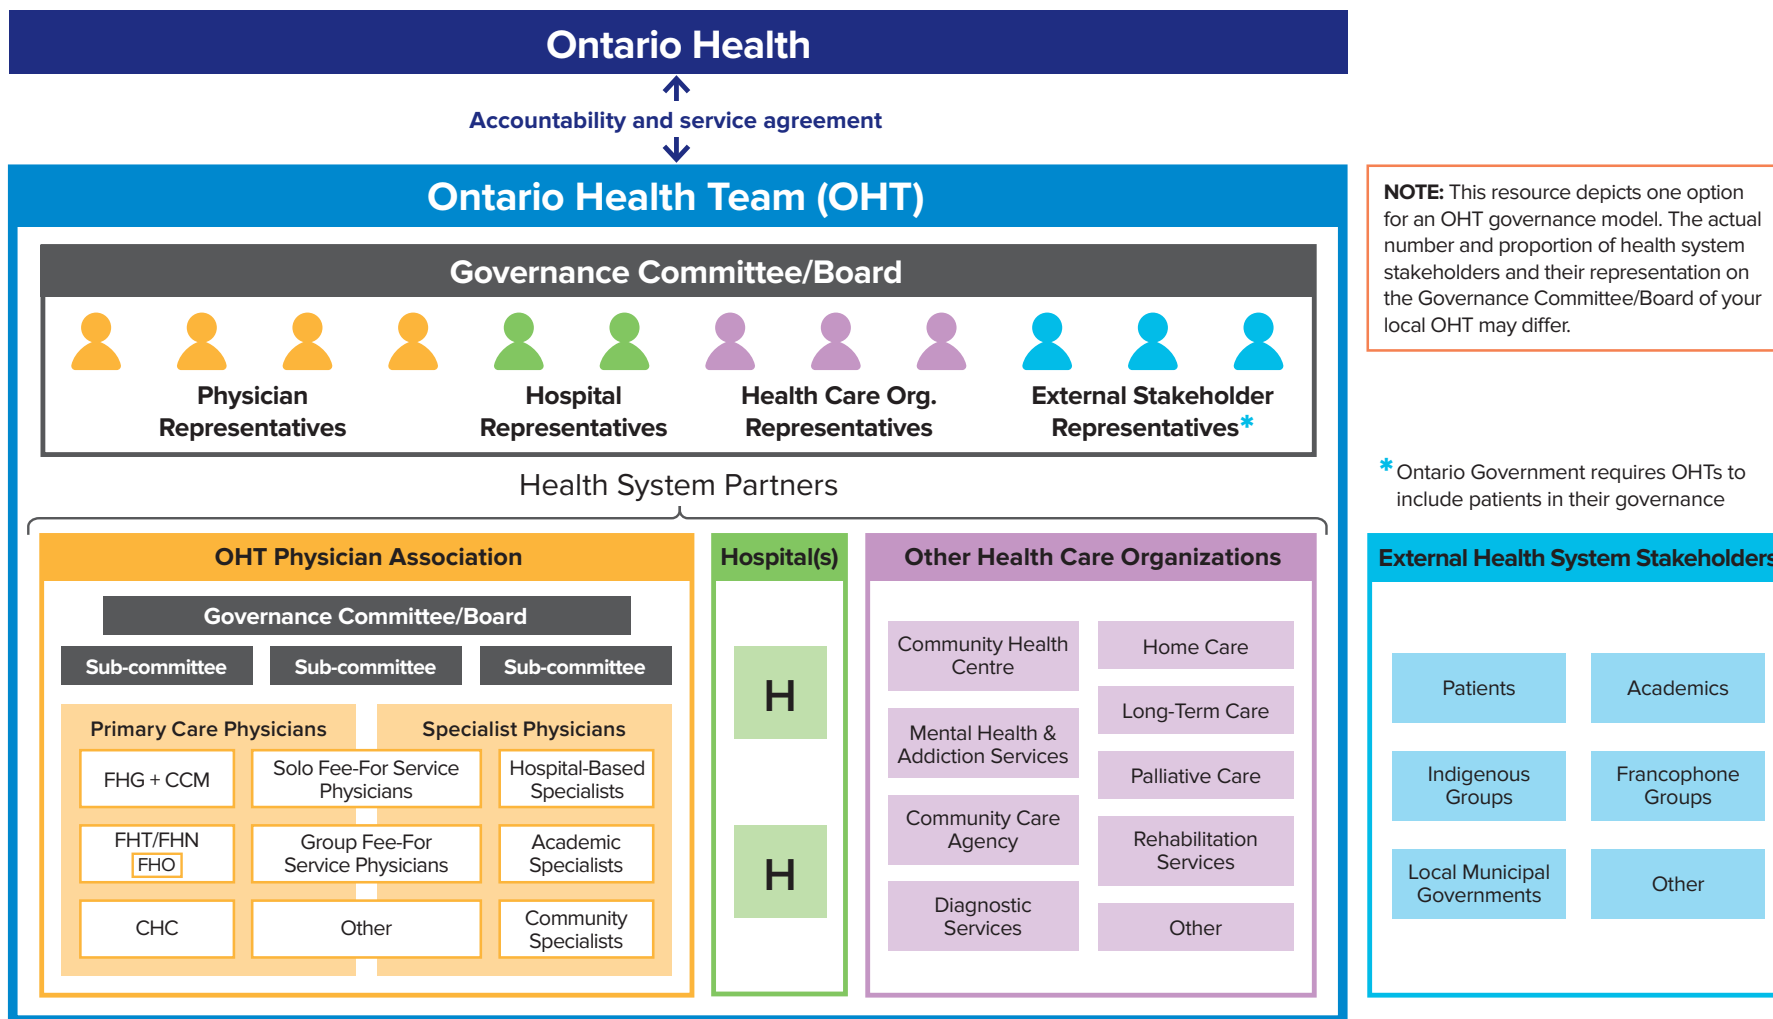 Ontario Health
Accountability and service agreement
Ontario Health Team (OHT)
Governance Committee/Board
Physician
Representatives
Hospital
Representatives
Health Care Org.
Representatives
External Stakeholder
Representatives*
NOTE: This resource depicts one option
for an OHT governance model. The actual
number and proportion of health system
stakeholders and their representation on
the Governance Committee/Board of your
local OHT may differ.
* Ontario Government requires OHTs to
include patients in their governance
Health System Partners
OHT Physician Association
Governance Committee/Board
Sub-committee
Sub-committee
Sub-committee
Primary Care Physicians
Specialist Physicians
FHG + CCM
Solo Fee-For Service
Physicians
Hospital-Based
Specialists
FHT/FHN
FHO
Group Fee-For
Service Physicians
Academic
Specialists
CHC
Other
Community
Specialists
Hospital(s)
H
H
Other Health Care Organizations
Community Health
Centre
Mental Health &
Addiction Services
Community Care
Agency
Diagnostic
Services
Home Care
Long-Term Care
Palliative Care
Rehabilitation
Services
Other
External Health System Stakeholders
Patients
Academics
Indigenous
Groups
Francophone
Groups
Local Municipal
Governments
Other